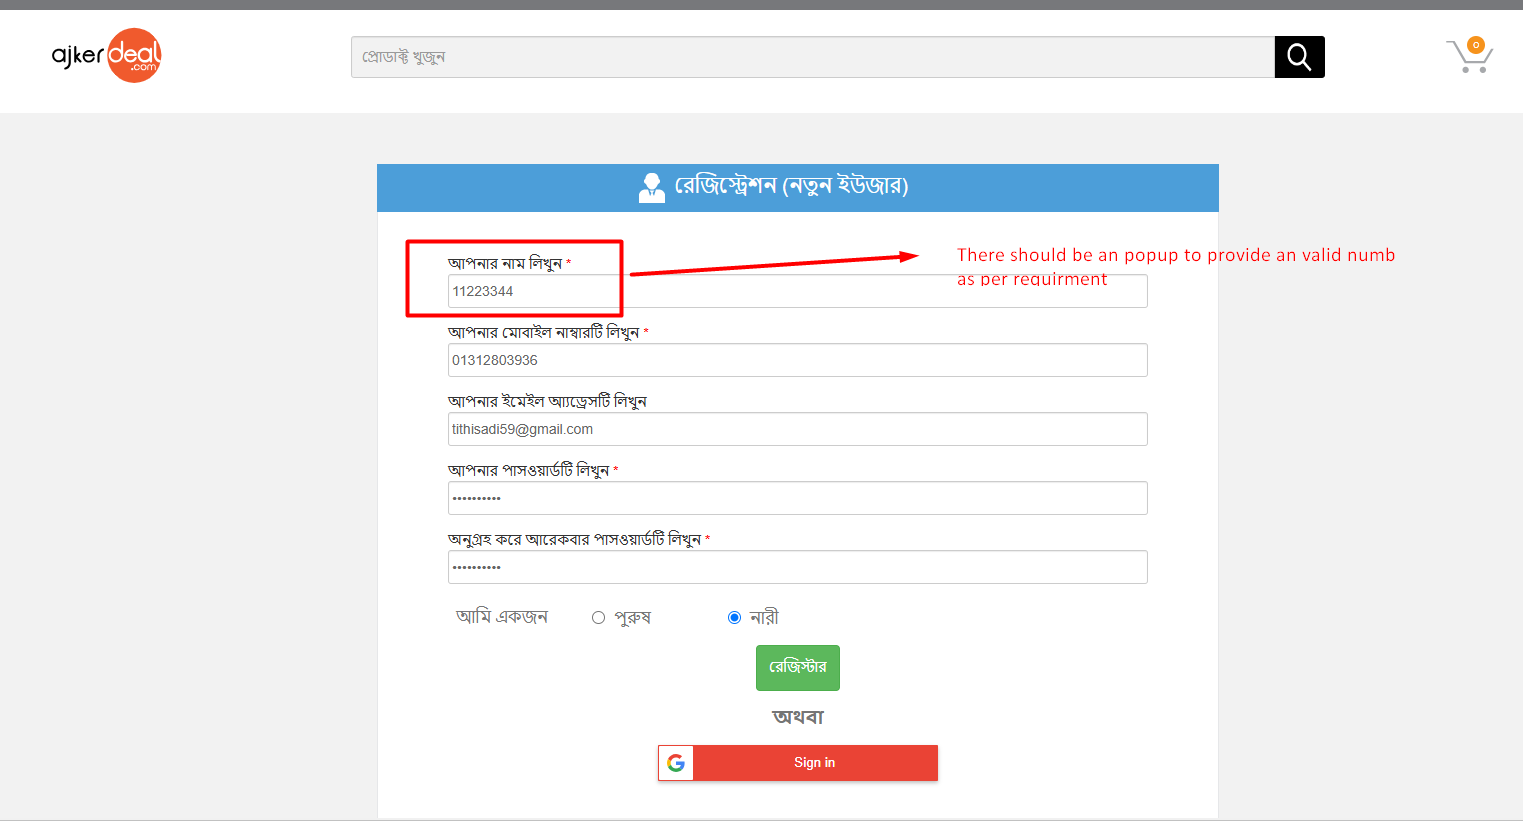 ajkerdeal
.com
প্রোডাক্ট খুজুন
0
রেজিস্ট্রেশন (নতুন ইউজার)
আপনার নাম লিখুন *
There should be an popup to provide an valid numb
as per requirment
11223344
আপনার মোবাইল নাম্বারটি লিখুন *
01312803936
আপনার ইমেইল অ্যাড্রেসটি লিখুন
tithisadi59@gmail.com
আপনার পাসওয়ার্ডটি লিখুন *
••••••••••
অনুগ্রহ করে আরেকবার পাসওয়ার্ডটি লিখুন *
••••••••••
আমি একজন পুরুষ নারী
রেজিস্টার
অথবা
G Sign in